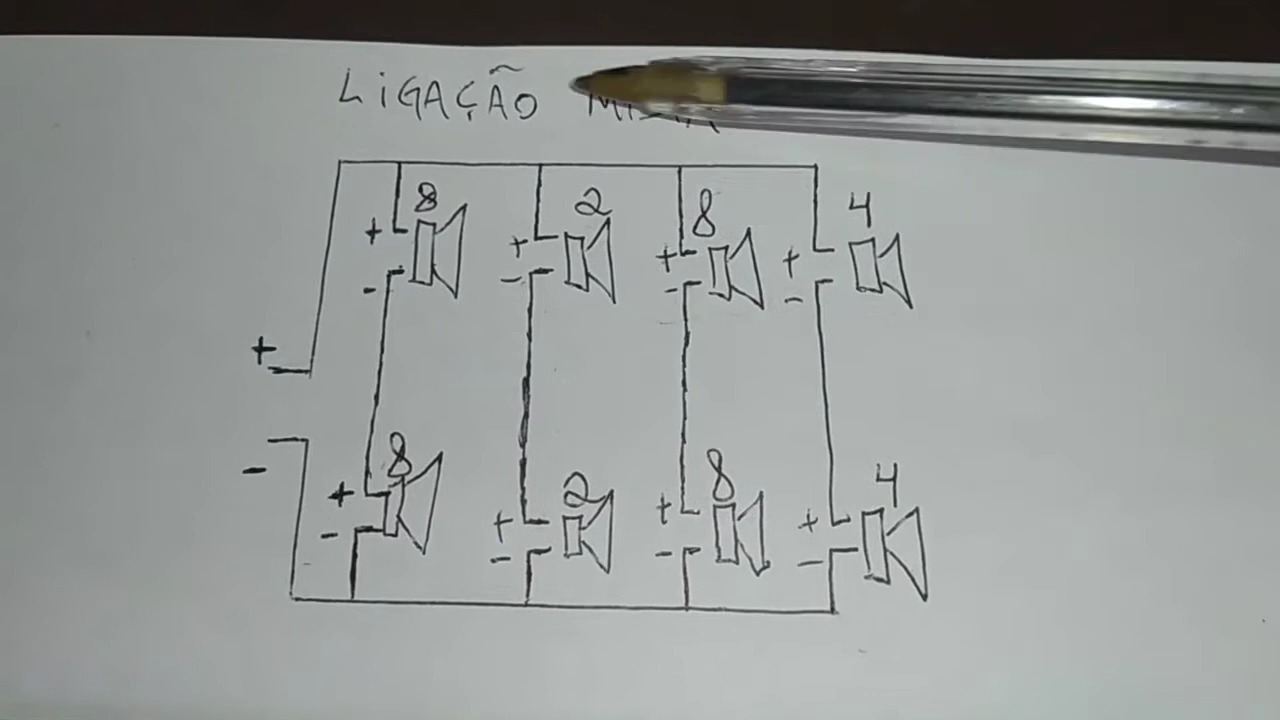 LiGAÇÃO
8 2 8 4
+ + + +
- - - -
+
-
8 2 8 4
+ + + +
- - - -